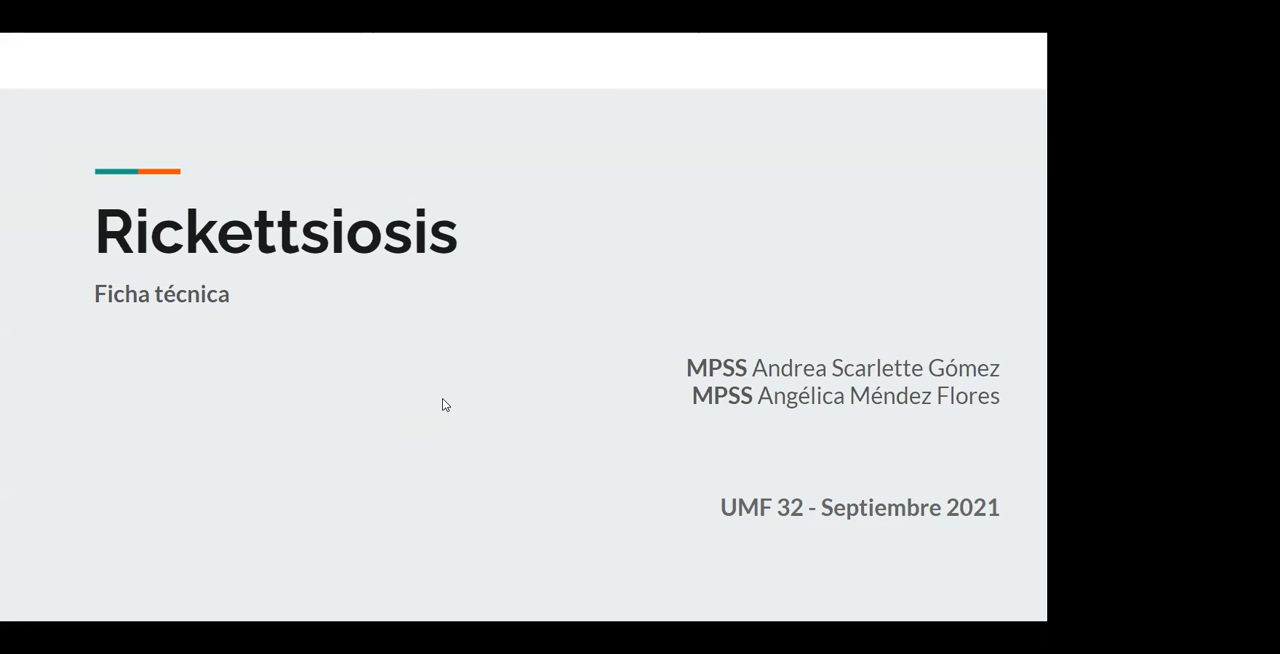 Rickettsiosis
Ficha técnica
MPSS Andrea Scarlette Gómez
MPSS Angélica Méndez Flores
UMF 32 - Septiembre 2021